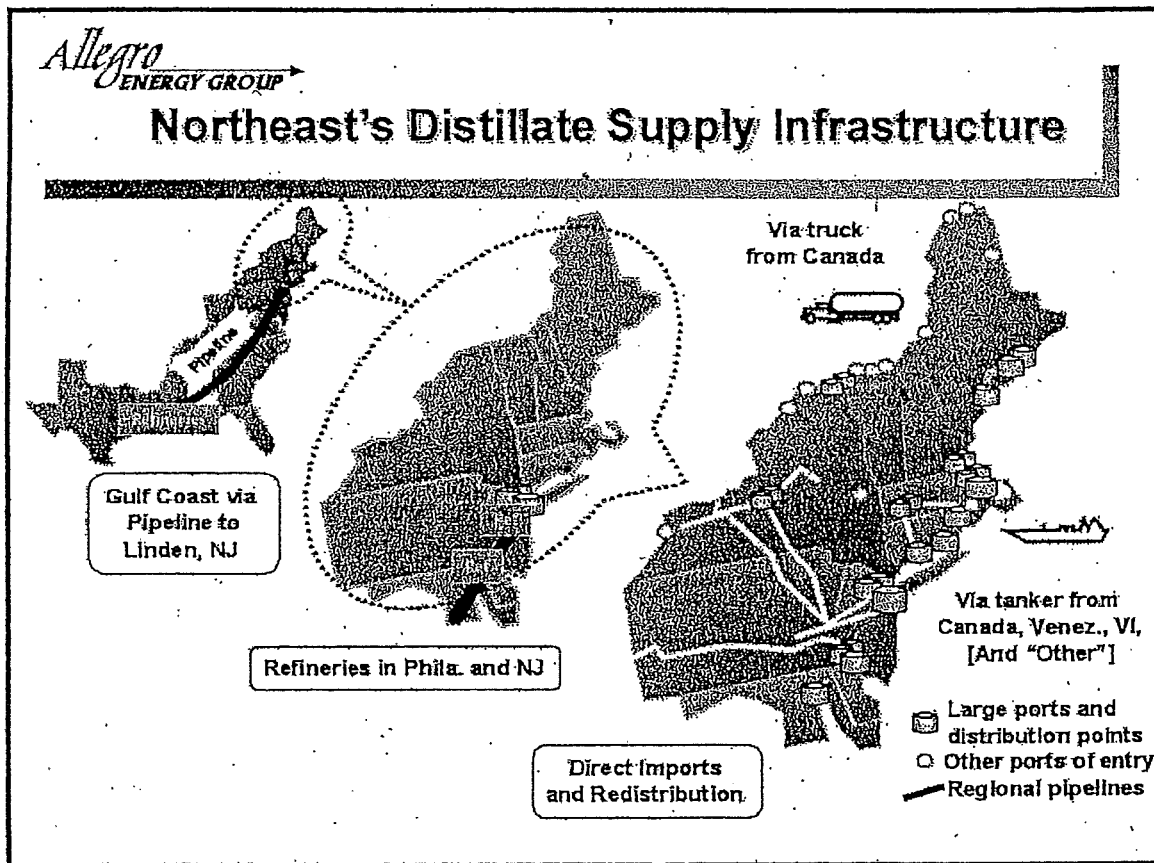 Allegro
ENERGY GROUP
Northeast's Distillate Supply Infrastructure
Via truck
from Canada
Pipeline
Gulf Coast via
Pipeline to
Linden, NJ
Refineries in Phila. and NJ
Via tanker from
Canada, Venez., VI,
[And "Other"]
Large ports and
distribution points
Other ports of entry
Regional pipelines
Direct Imports
and Redistribution